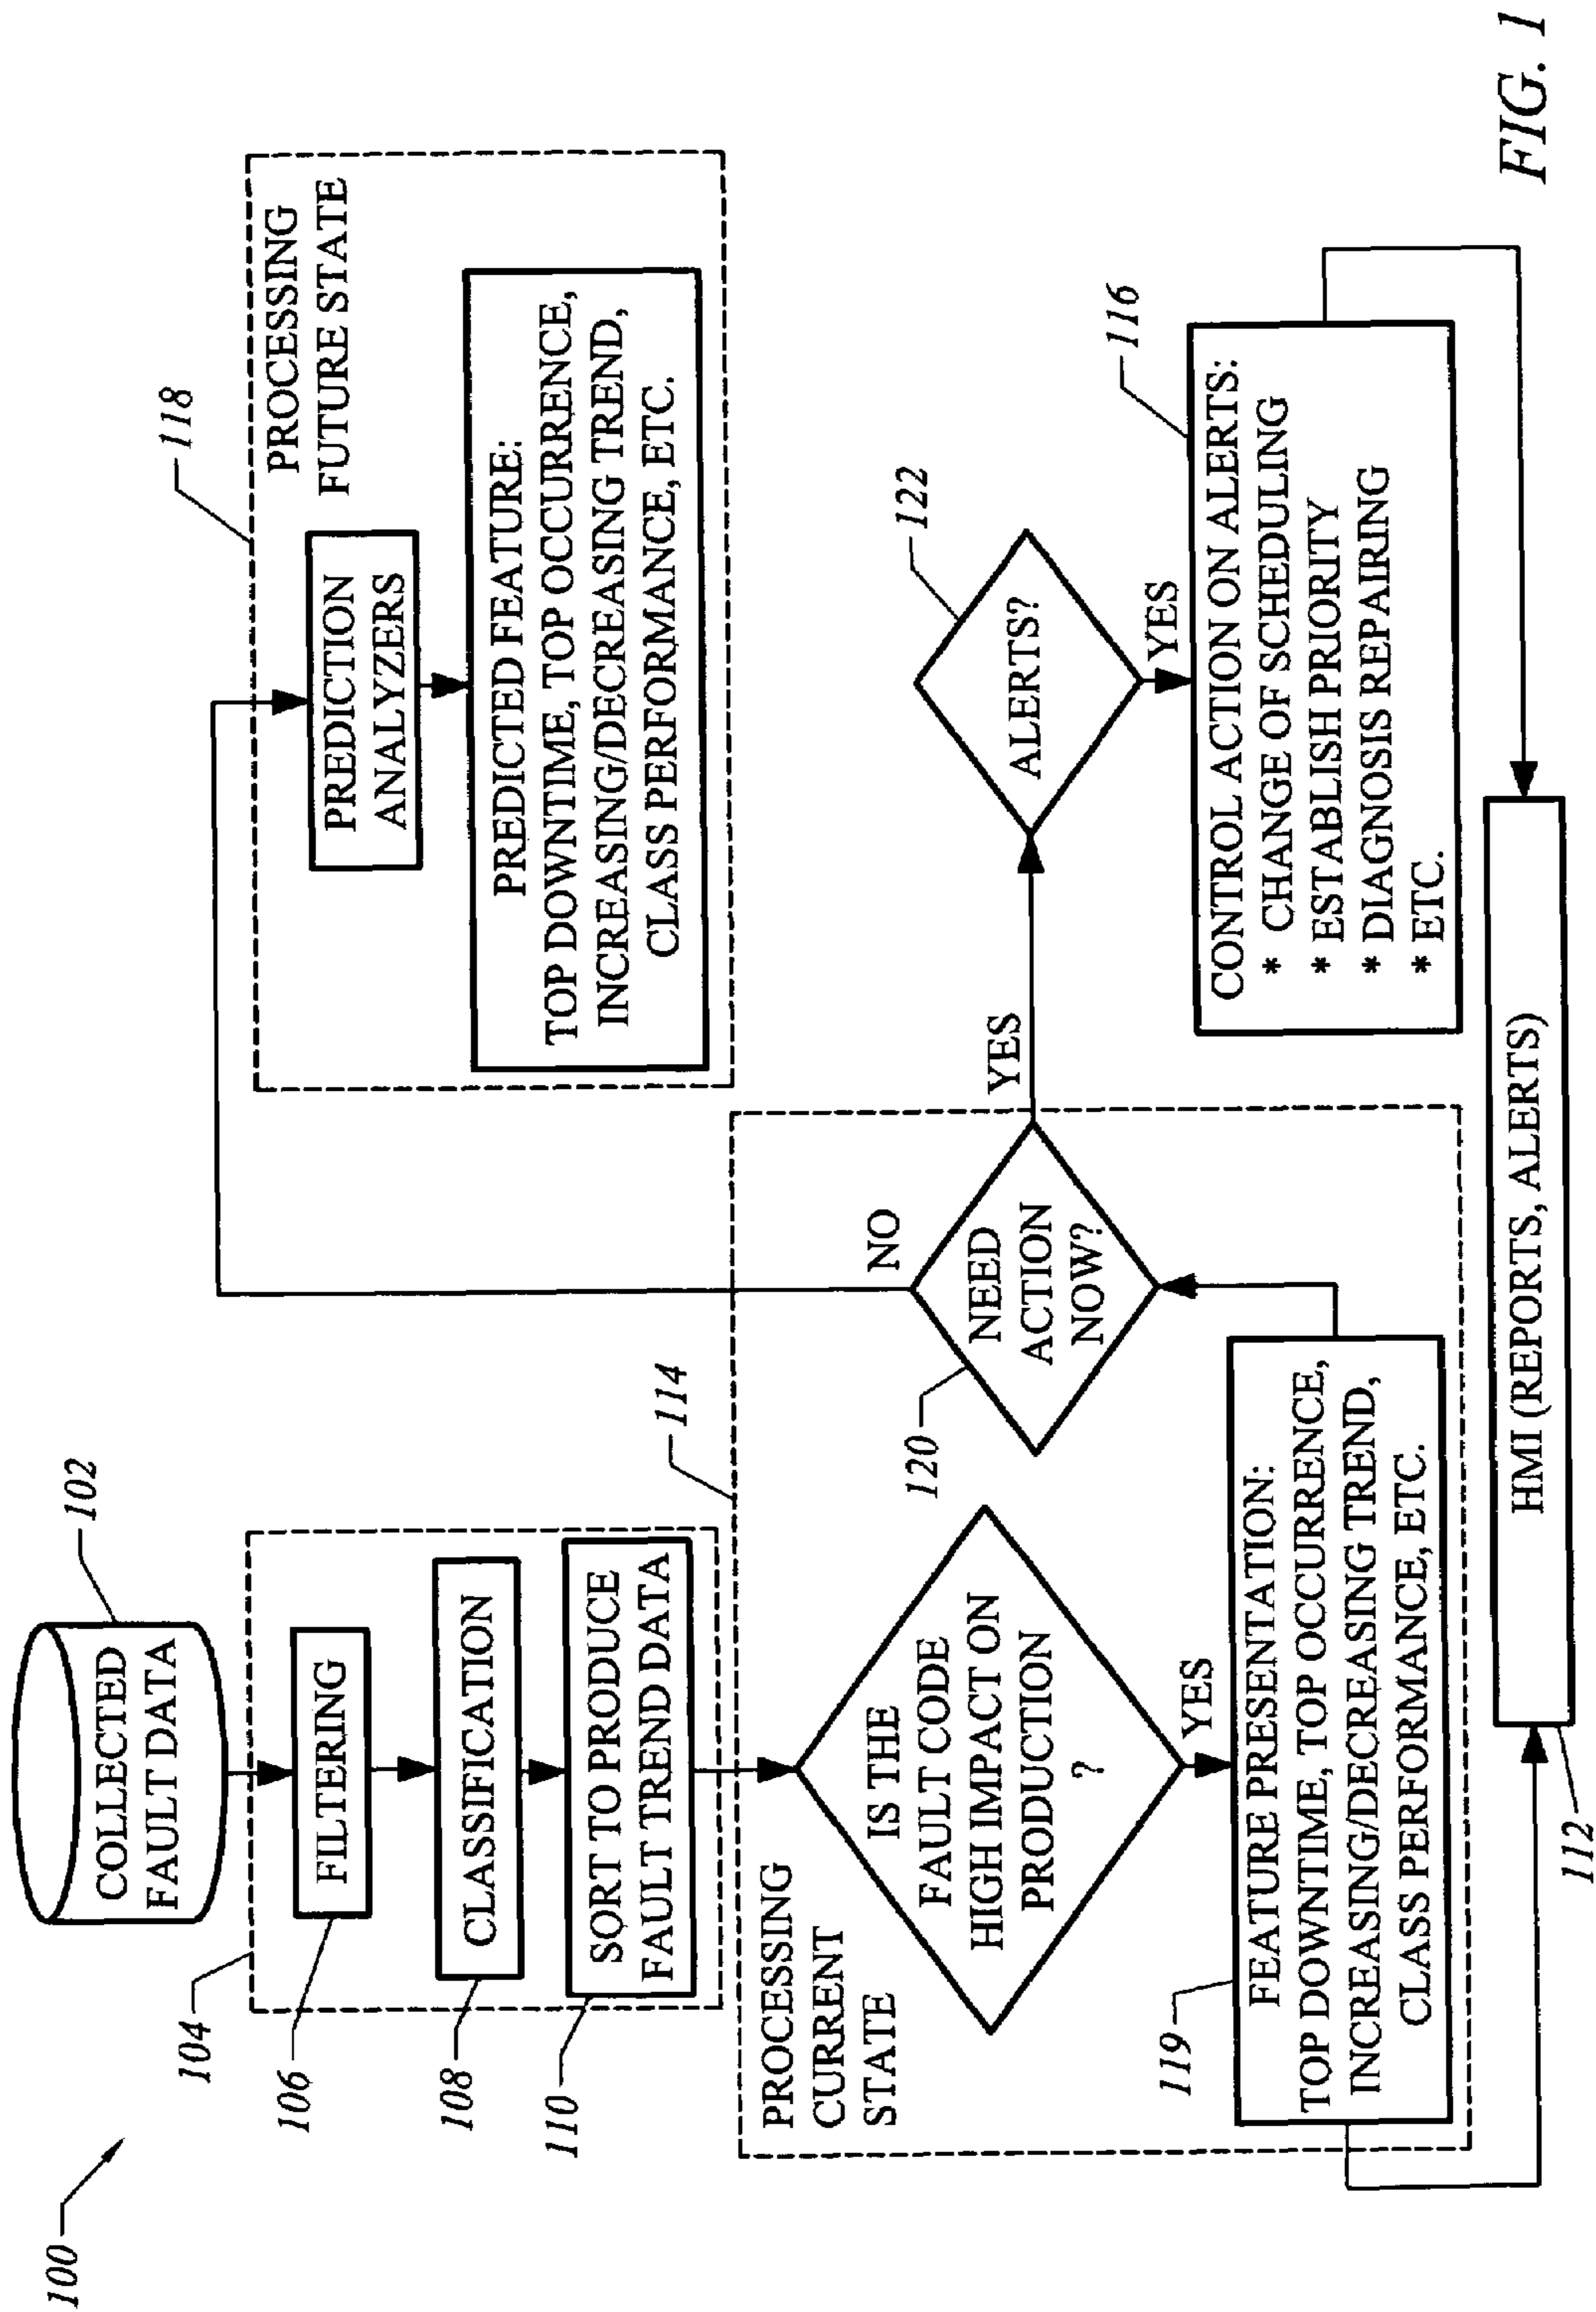 100
COLLECTED
FAULT DATA
102
104
106
FILTERING
108
CLASSIFICATION
110
SORT TO PRODUCE
FAULT TREND DATA
118
PROCESSING
FUTURE STATE
PREDICTION
ANALYZERS
PREDICTED FEATURE:
TOP DOWNTIME, TOP OCCURRENCE,
INCREASING/DECREASING TREND,
CLASS PERFORMANCE, ETC.
114
PROCESSING
CURRENT
STATE
IS THE
FAULT CODE
HIGH IMPACT ON
PRODUCTION
?
YES
120
NEED
ACTION
NOW?
NO
YES
122
ALERTS?
YES
119
FEATURE PRESENTATION:
TOP DOWNTIME, TOP OCCURRENCE,
INCREASING/DECREASING TREND,
CLASS PERFORMANCE, ETC.
116
CONTROL ACTION ON ALERTS:
* CHANGE OF SCHEDULING
* ESTABLISH PRIORITY
* DIAGNOSIS REPAIRING
* ETC.
112
HMI (REPORTS, ALERTS)
FIG. 1